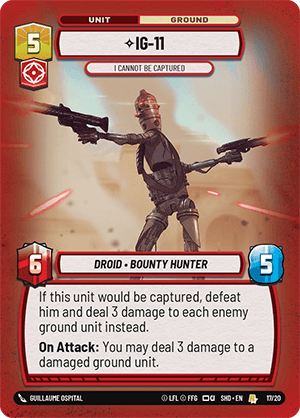 UNIT GROUND
5 ✧IG-11
I CANNOT BE CAPTURED
6 DROID • BOUNTY HUNTER 5
If this unit would be captured, defeat
him and deal 3 damage to each enemy
ground unit instead.
On Attack: You may deal 3 damage to a
damaged ground unit.
GUILLAUME OSPITAL © LFL © FFG SHD • EN 17/20